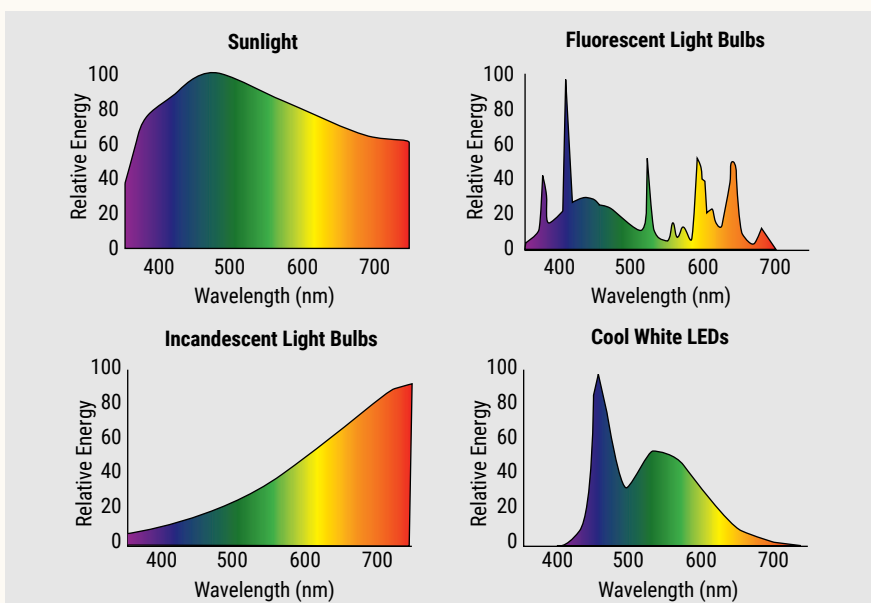 Sunlight
Relative Energy
100
80
60
40
20
0
400 500 600 700
Wavelength (nm)
Fluorescent Light Bulbs
Relative Energy
100
80
60
40
20
0
400 500 600 700
Wavelength (nm)
Incandescent Light Bulbs
Relative Energy
100
80
60
40
20
0
400 500 600 700
Wavelength (nm)
Cool White LEDs
Relative Energy
100
80
60
40
20
0
400 500 600 700
Wavelength (nm)